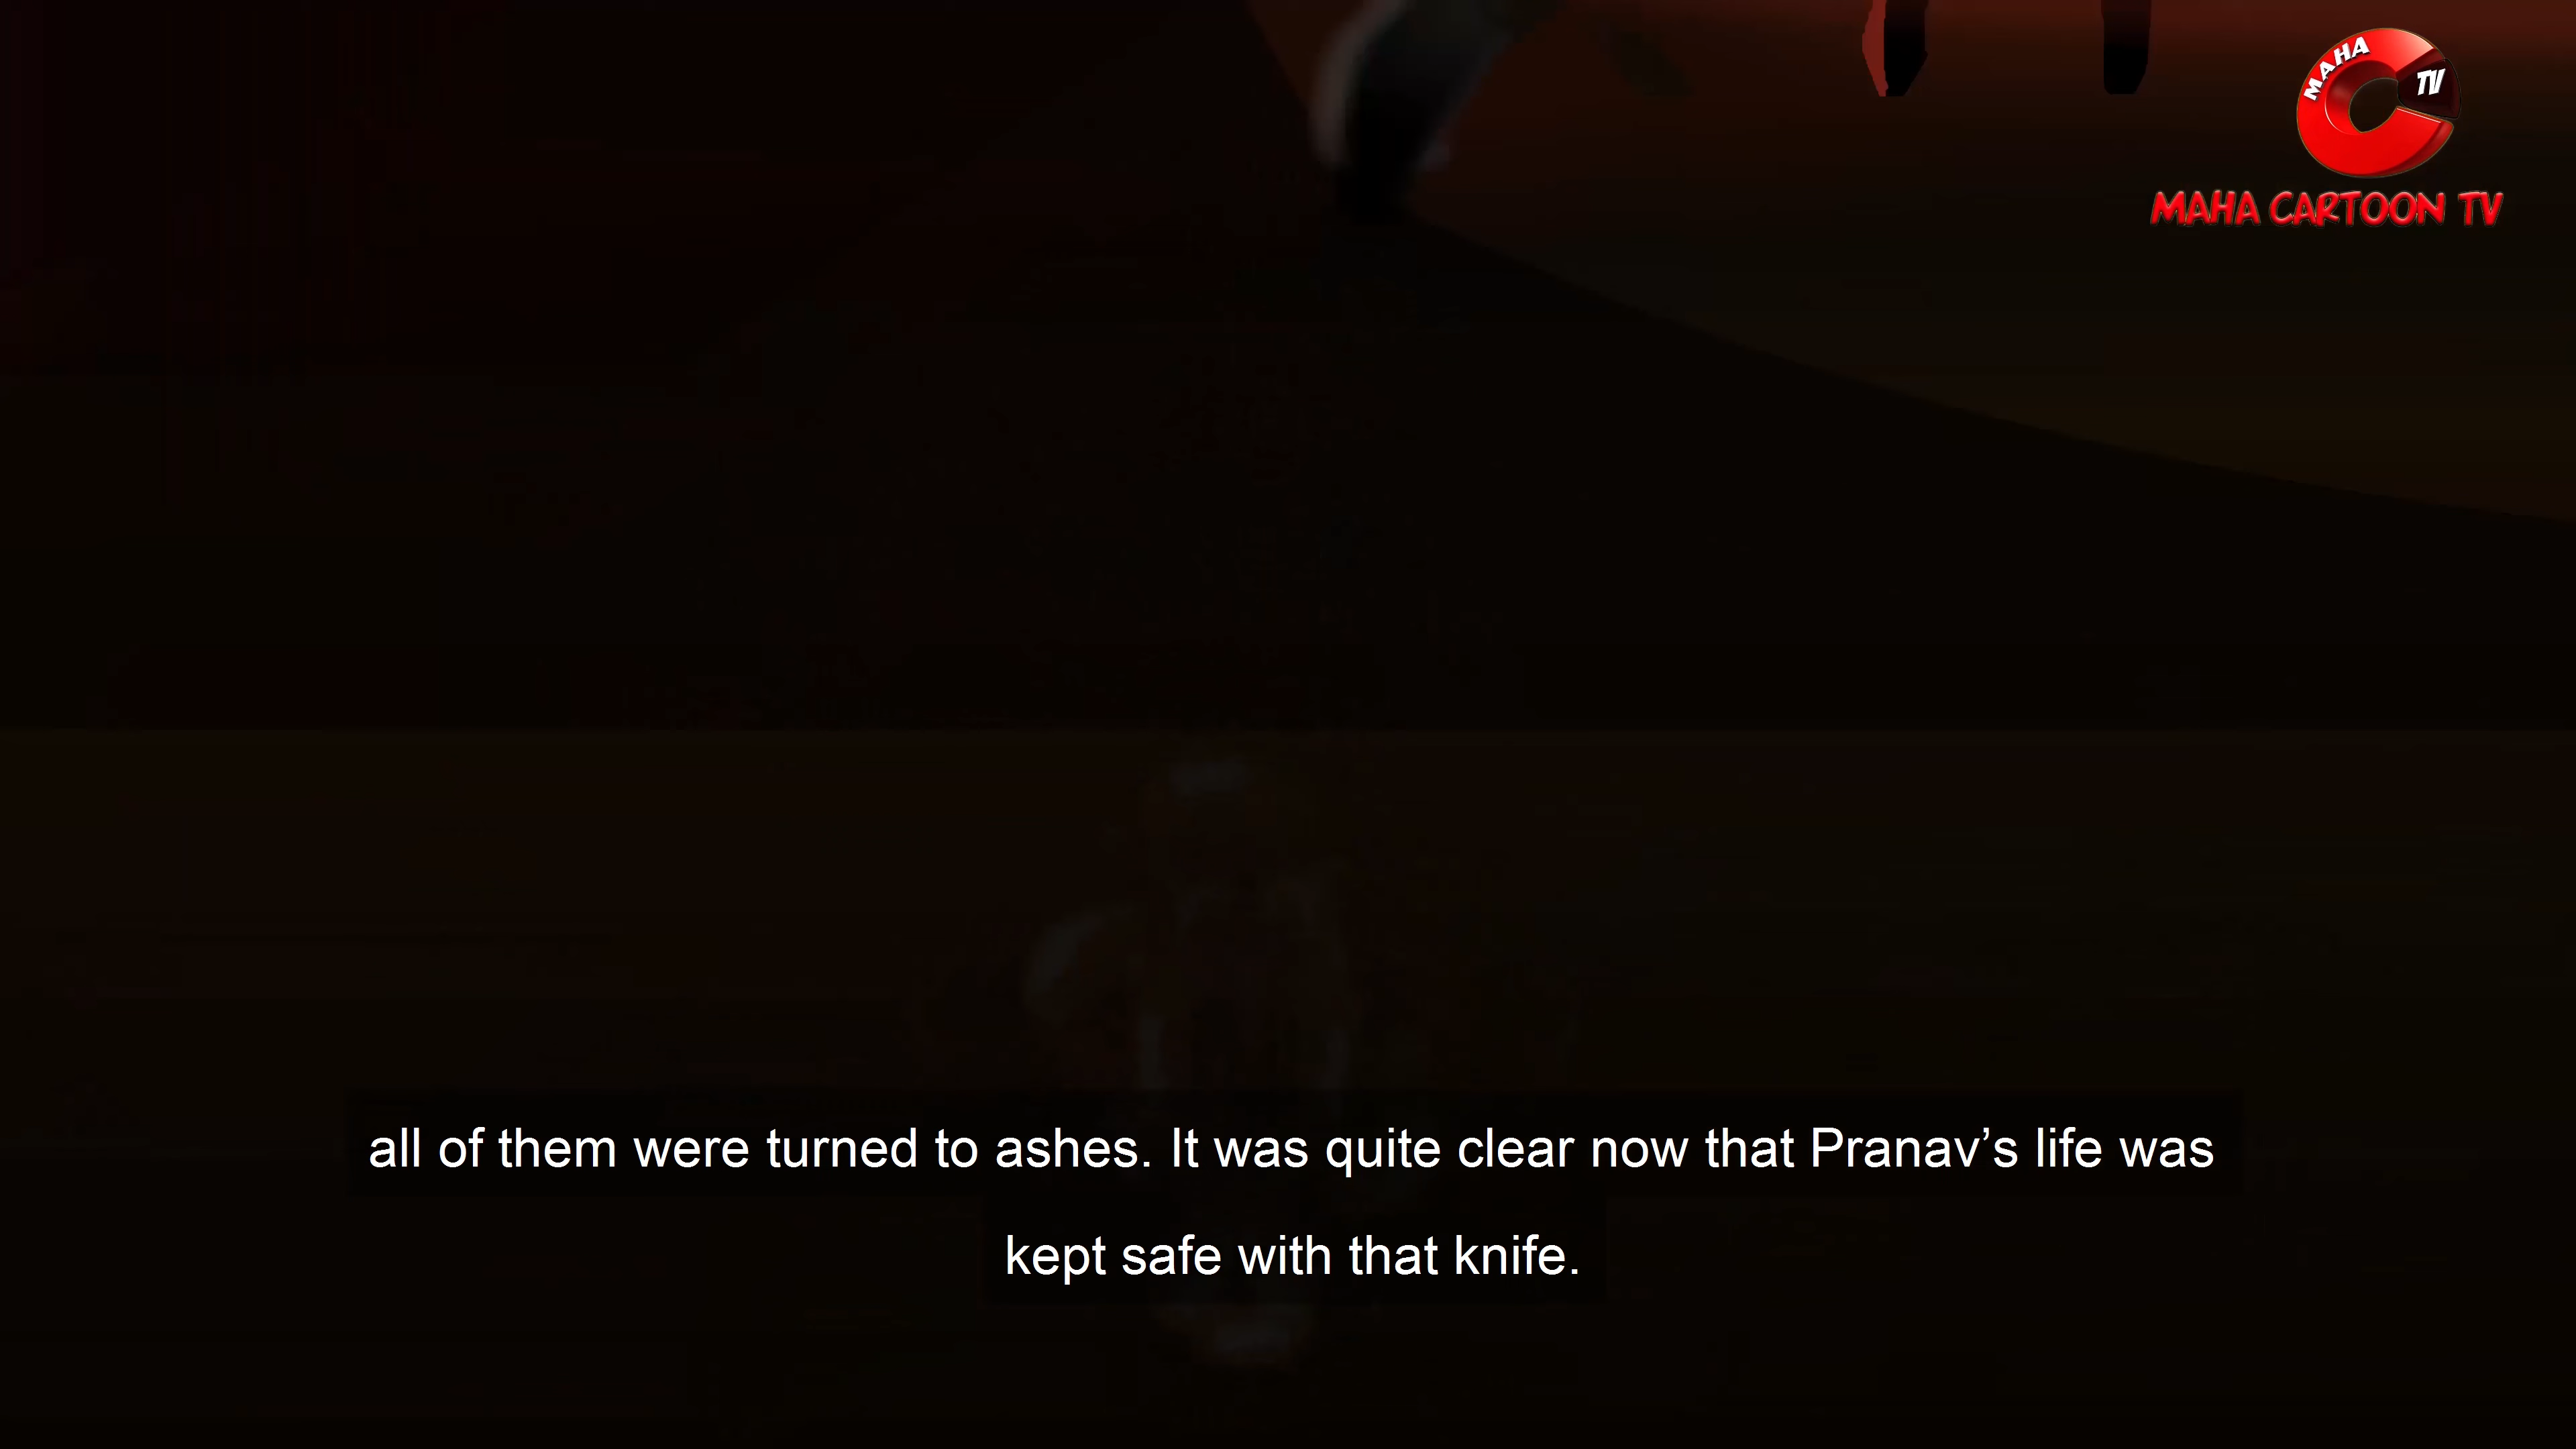 MAHA
TV
MAHA CARTOON TV
all of them were turned to ashes. It was quite clear now that Pranav’s life was
kept safe with that knife.